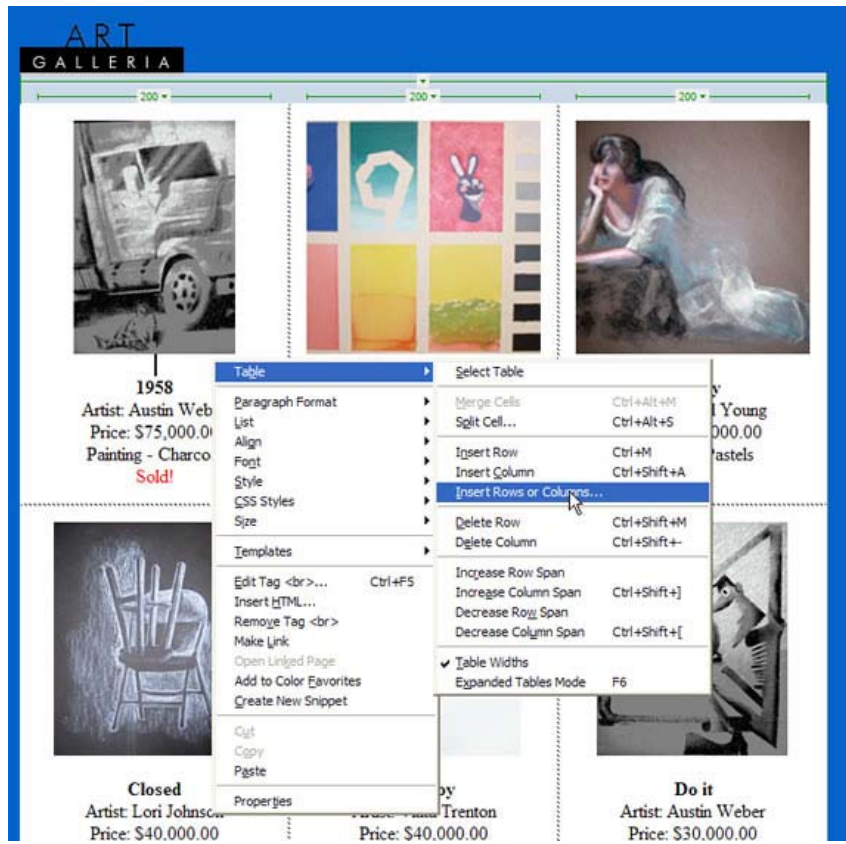 ART
GALLERIA
200
200
200
1958
Artist: Austin Web
Price: $75,000.00
Painting - Charco
Sold!
y
Young
000.00
Pastels
Table
Paragraph Format
List
Align
Font
Style
CSS Styles
Size
Templates
Edit Tag <br>... Ctrl+F5
Insert HTML...
Remove Tag <br>
Make Link
Open Linked Page
Add to Color Favorites
Create New Snippet
Cut
Copy
Paste
Properties
Select Table
Merge Cells Ctrl+Alt+M
Split Cell... Ctrl+Alt+S
Insert Row Ctrl+M
Insert Column Ctrl+Shift+A
Insert Rows or Columns...
Delete Row Ctrl+Shift+M
Delete Column Ctrl+Shift+-
Increase Row Span
Increase Column Span Ctrl+Shift+]
Decrease Row Span
Decrease Column Span Ctrl+Shift+[
Table Widths
Expanded Tables Mode F6
Closed
Artist: Lori Johnson
Price: $40,000.00
oy
Trenton
Price: $40,000.00
Do it
Artist: Austin Weber
Price: $30,000.00